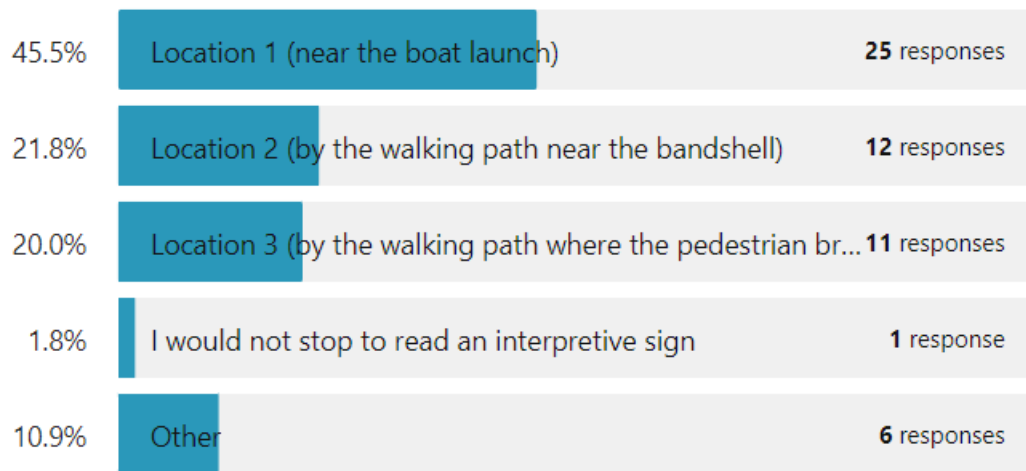 45.5% Location 1 (near the boat launch) 25 responses
21.8% Location 2 (by the walking path near the bandshell) 12 responses
20.0% Location 3 (by the walking path where the pedestrian br... 11 responses
1.8% I would not stop to read an interpretive sign 1 response
10.9% Other 6 responses